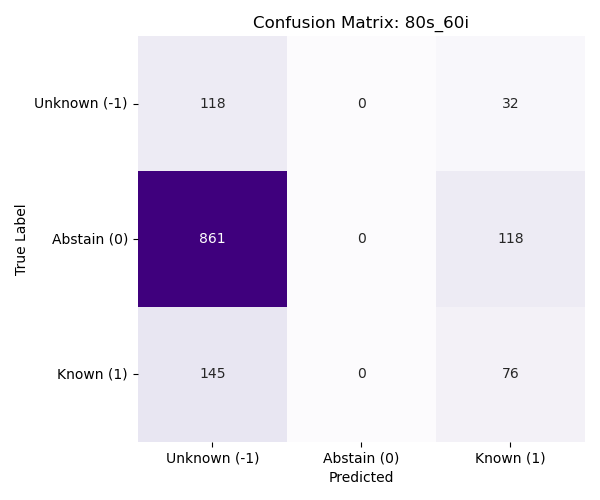 Confusion Matrix: 80s_60i
Unknown (-1) 118 0 32
Abstain (0) 861 0 118
Known (1) 145 0 76
True Label
Unknown (-1) Abstain (0) Known (1)
Predicted